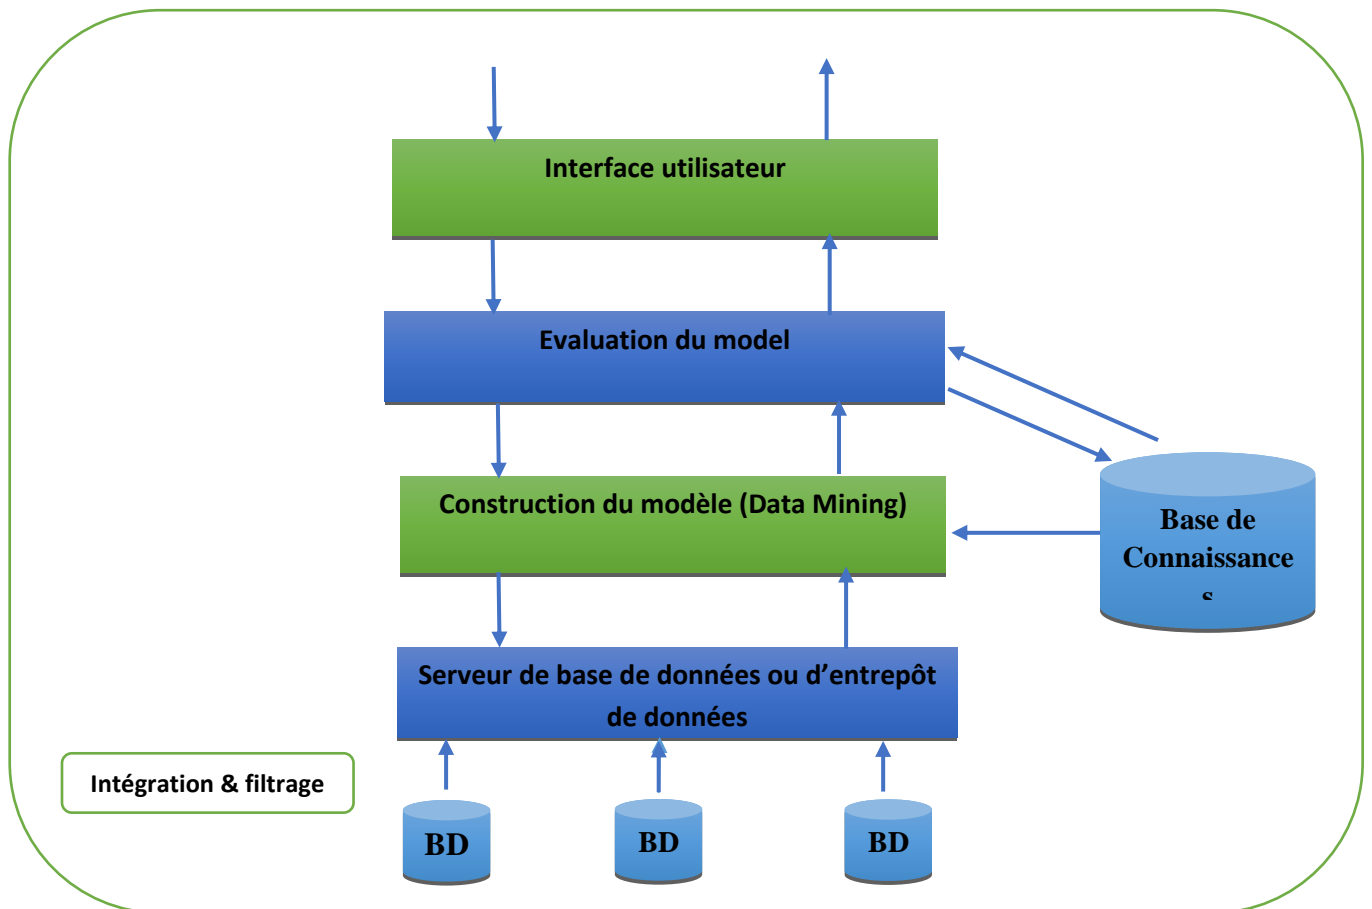 Interface utilisateur
Evaluation du model
Construction du modèle (Data Mining)
Base de
Connaissance
s
Serveur de base de données ou d’entrepôt
de données
Intégration & filtrage
BD
BD
BD